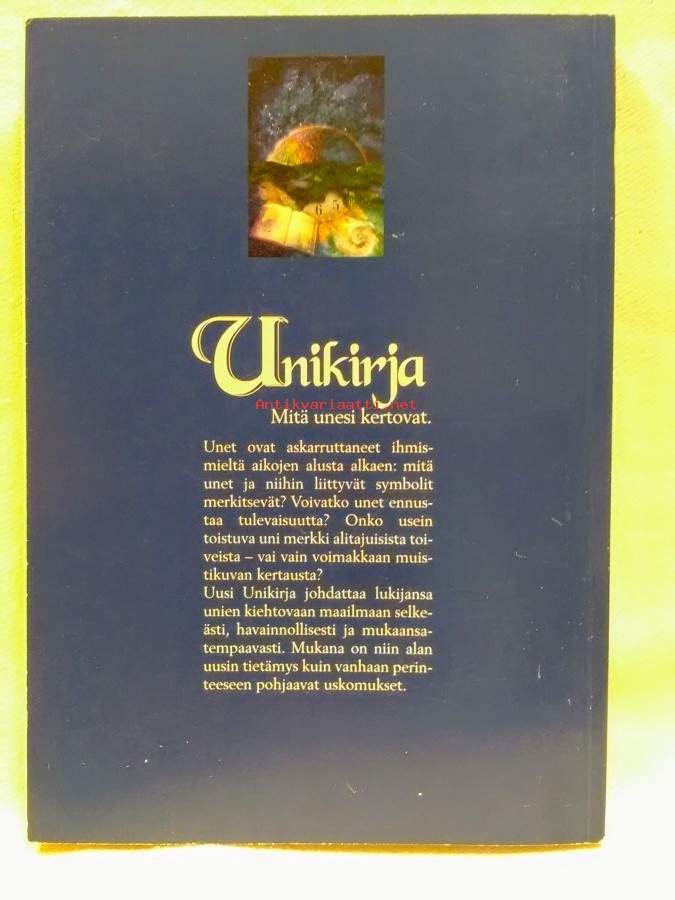 6 5
Unikirja
Antikvariaatti.net
Mitä unesi kertovat.
Unet ovat askarruttaneet ihmis-
mieltä aikojen alusta alkaen: mitä
unet ja niihin liittyvät symbolit
merkitsevät? Voivatko unet ennus-
taa tulevaisuutta? Onko usein
toistuva uni merkki alitajuisista toi-
veista – vai vain voimakkaan muis-
tikuvan kertausta?
Uusi Unikirja johdattaa lukijansa
unien kiehtovaan maailmaan selke-
ästi, havainnollisesti ja mukaansa-
tempaavasti. Mukana on niin alan
uusin tietämys kuin vanhaan perin-
teeseen pohjaavat uskomukset.